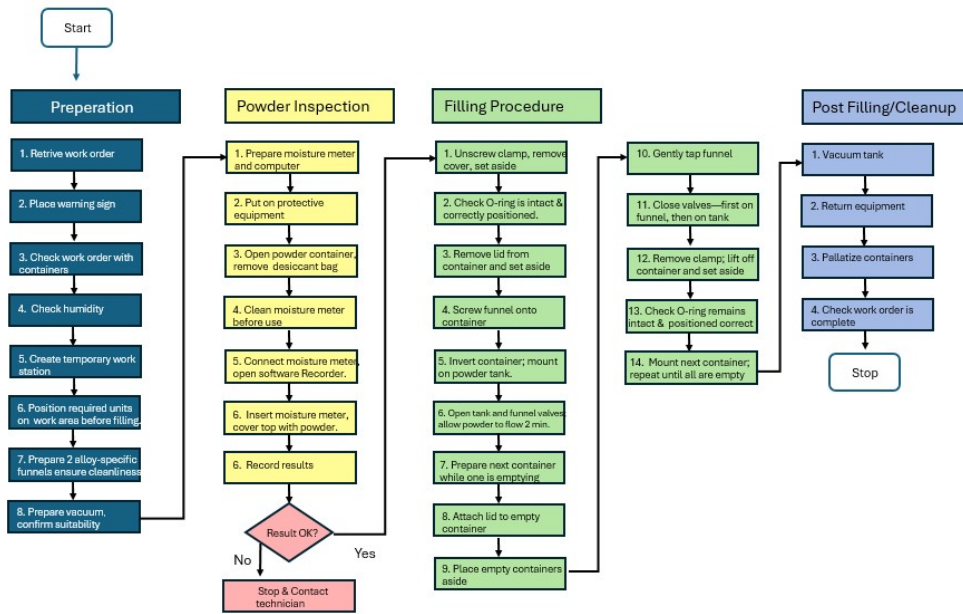 Start
Preperation
1. Retrive work order
2. Place warning sign
3. Check work order with
containers
4. Check humidity
5. Create temporary work
station
6. Position required units
on work area before filling.
7. Prepare 2 alloy-specific
funnels ensure cleanliness
8. Prepare vacuum,
confirm suitability
Powder Inspection
1. Prepare moisture meter
and computer
2. Put on protective
equipment
3. Open powder container,
remove desiccant bag
4. Clean moisture meter
before use
5. Connect moisture meter,
open software Recorder.
6. Insert moisture meter,
cover top with powder.
6. Record results
Result OK?
No
Yes
Stop & Contact
technician
Filling Procedure
1. Unscrew clamp, remove
cover, set aside
2. Check O-ring is intact &
correctly positioned.
3. Remove lid from
container and set aside
4. Screw funnel onto
container
5. Invert container; mount
on powder tank.
6. Open tank and funnel valves;
allow powder to flow 2 min.
7. Prepare next container
while one is emptying
8. Attach lid to empty
container
9. Place empty containers
aside
10. Gently tap funnel
11. Close valves—first on
funnel, then on tank
12. Remove clamp; lift off
container and set aside
13. Check O-ring remains
intact & positioned correct
14. Mount next container;
repeat until all are empty
Post Filling/Cleanup
1. Vacuum tank
2. Return equipment
3. Pallatize containers
4. Check work order is
complete
Stop